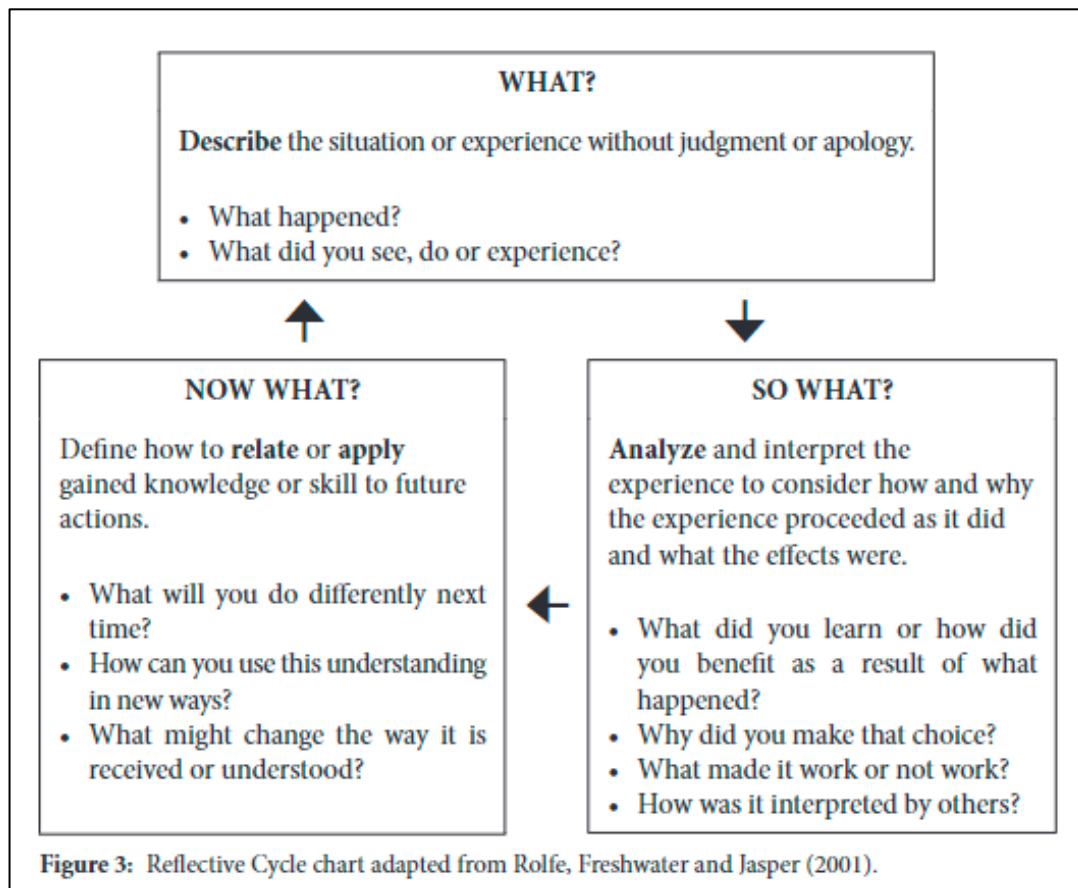 WHAT?
Describe the situation or experience without judgment or apology.
• What happened?
• What did you see, do or experience?
NOW WHAT?
Define how to relate or apply
gained knowledge or skill to future
actions.
• What will you do differently next
time?
• How can you use this understanding
in new ways?
• What might change the way it is
received or understood?
SO WHAT?
Analyze and interpret the
experience to consider how and why
the experience proceeded as it did
and what the effects were.
• What did you learn or how did
you benefit as a result of what
happened?
• Why did you make that choice?
• What made it work or not work?
• How was it interpreted by others?
Figure 3: Reflective Cycle chart adapted from Rolfe, Freshwater and Jasper (2001).